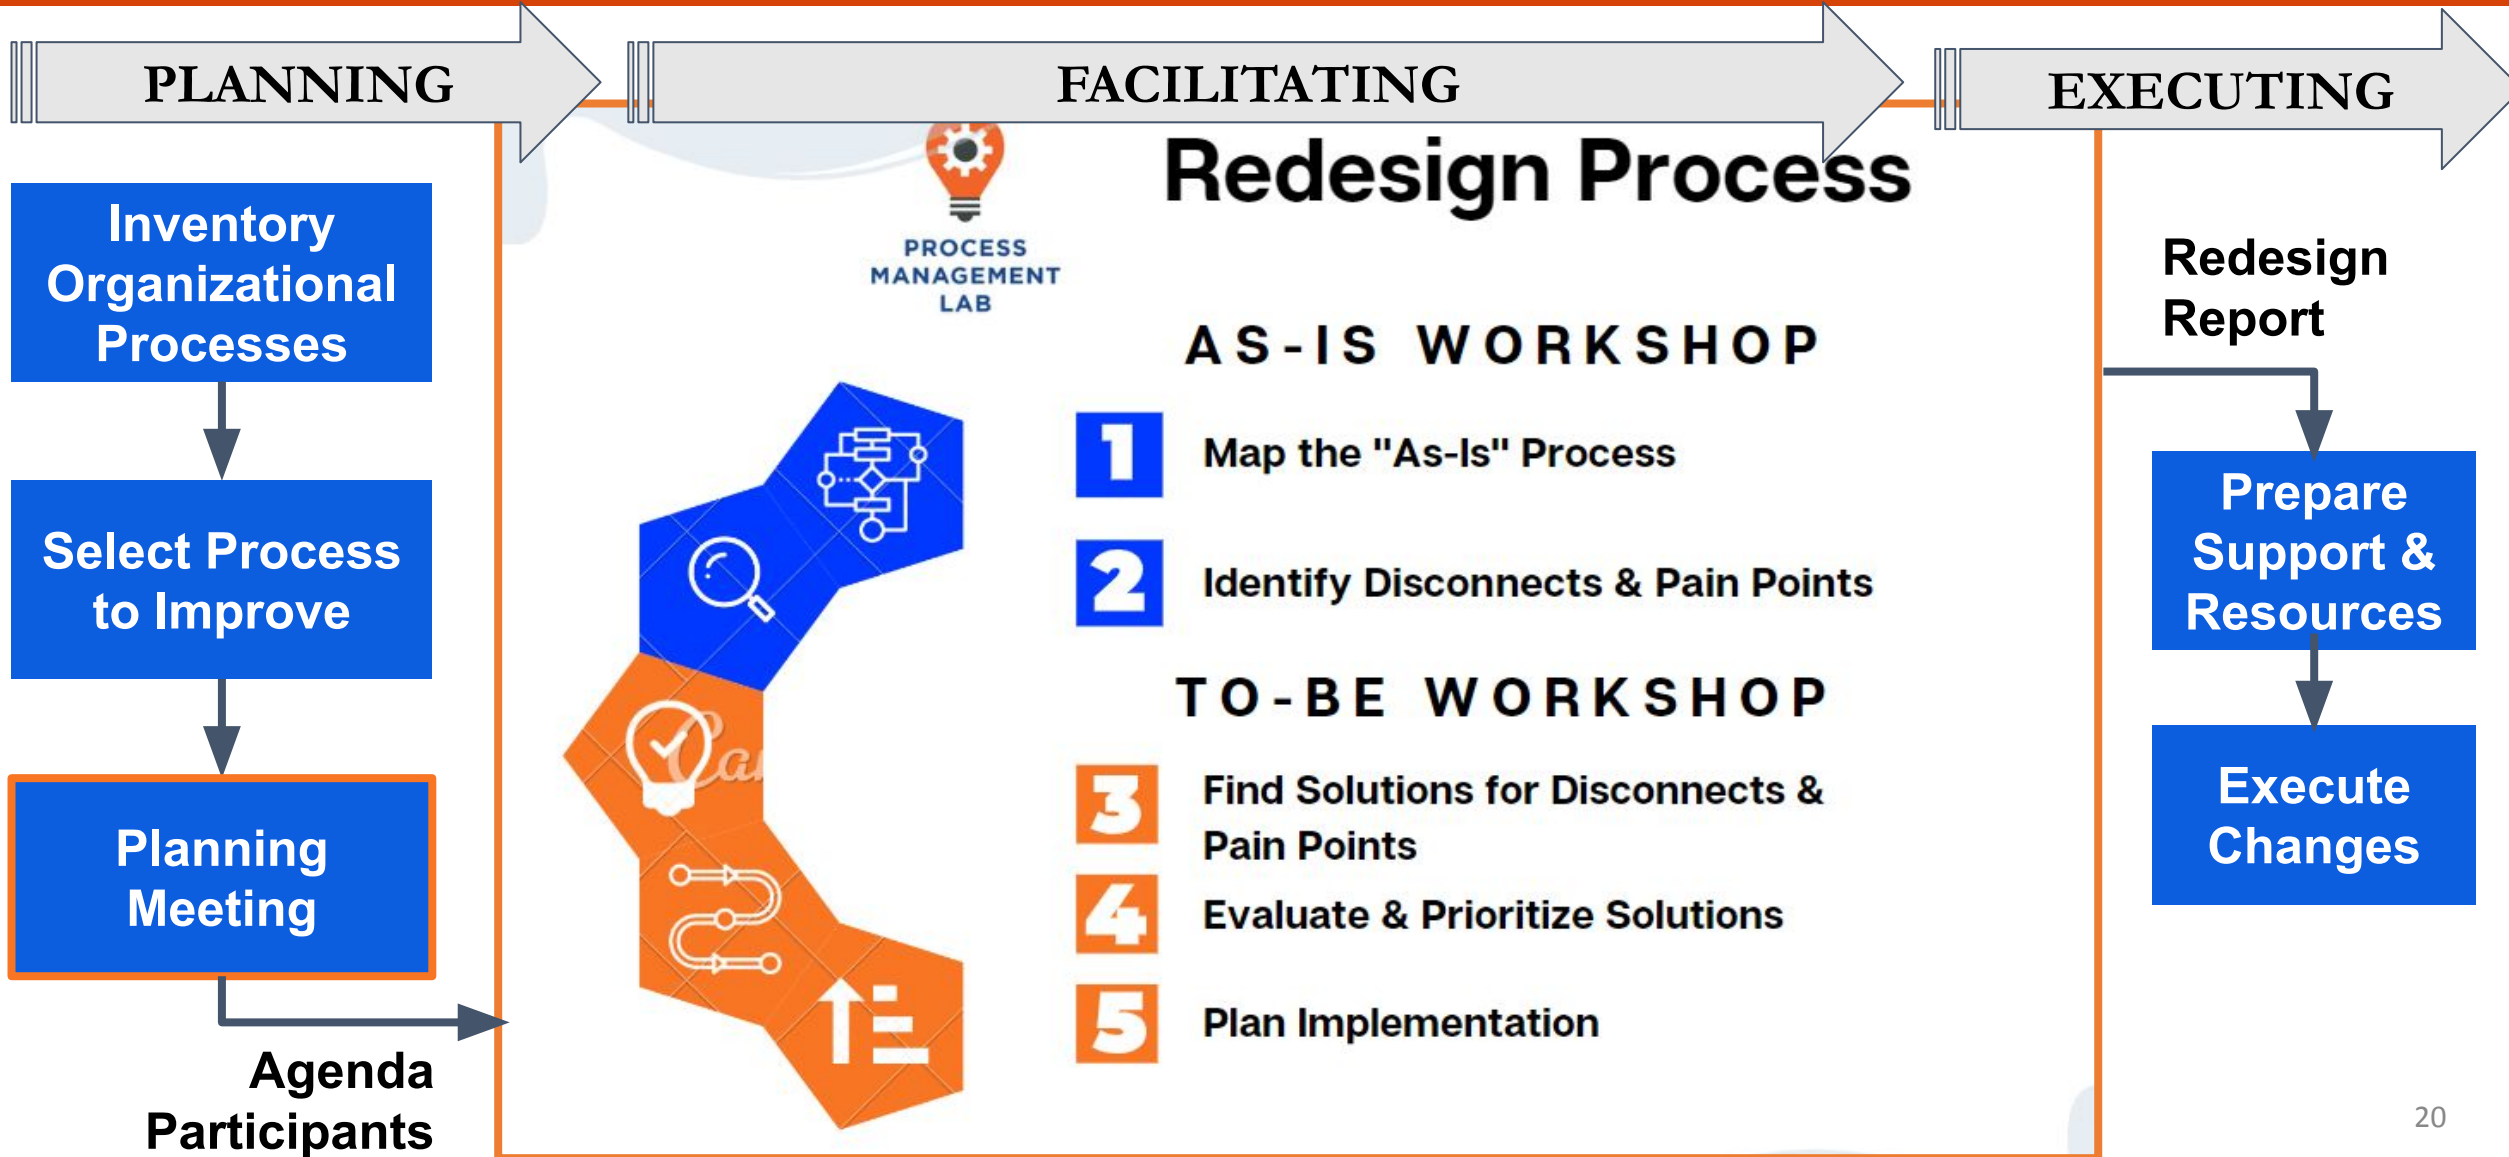 PLANNING
FACILITATING
EXECUTING
Inventory
Organizational
Processes
Select Process
to Improve
Planning
Meeting
Agenda
Participants
PROCESS
MANAGEMENT
LAB
Redesign Process
AS-IS WORKSHOP
1 Map the "As-Is" Process
2 Identify Disconnects & Pain Points
TO-BE WORKSHOP
3 Find Solutions for Disconnects &
Pain Points
4 Evaluate & Prioritize Solutions
5 Plan Implementation
Redesign
Report
Prepare
Support &
Resources
Execute
Changes
20